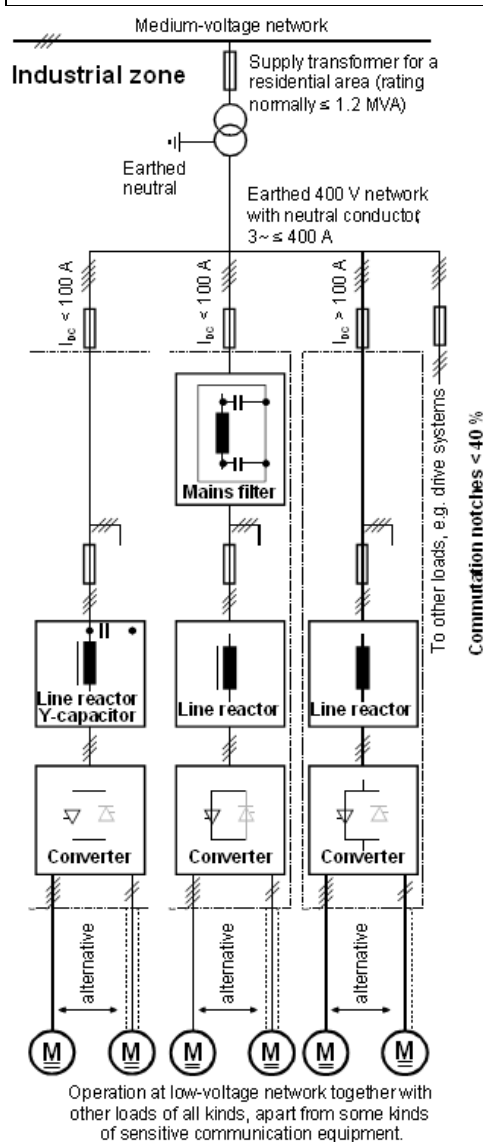 Medium-voltage network
Industrial zone
Supply transformer for a
residential area (rating
normally ≤ 1.2 MVA)
Earthed
neutral
Earthed 400 V network
with neutral conductor,
3~ ≤ 400 A
I_DC < 100 A
I_DC < 100 A
I_DC > 100 A
To other loads, e.g. drive systems
Commutation notches < 40 %
Mains filter
Line reactor
Y-capacitor
Line reactor
Line reactor
Converter
Converter
Converter
alternative
alternative
alternative
M
M
M
M
M
M
Operation at low-voltage network together with
other loads of all kinds, apart from some kinds
of sensitive communication equipment.